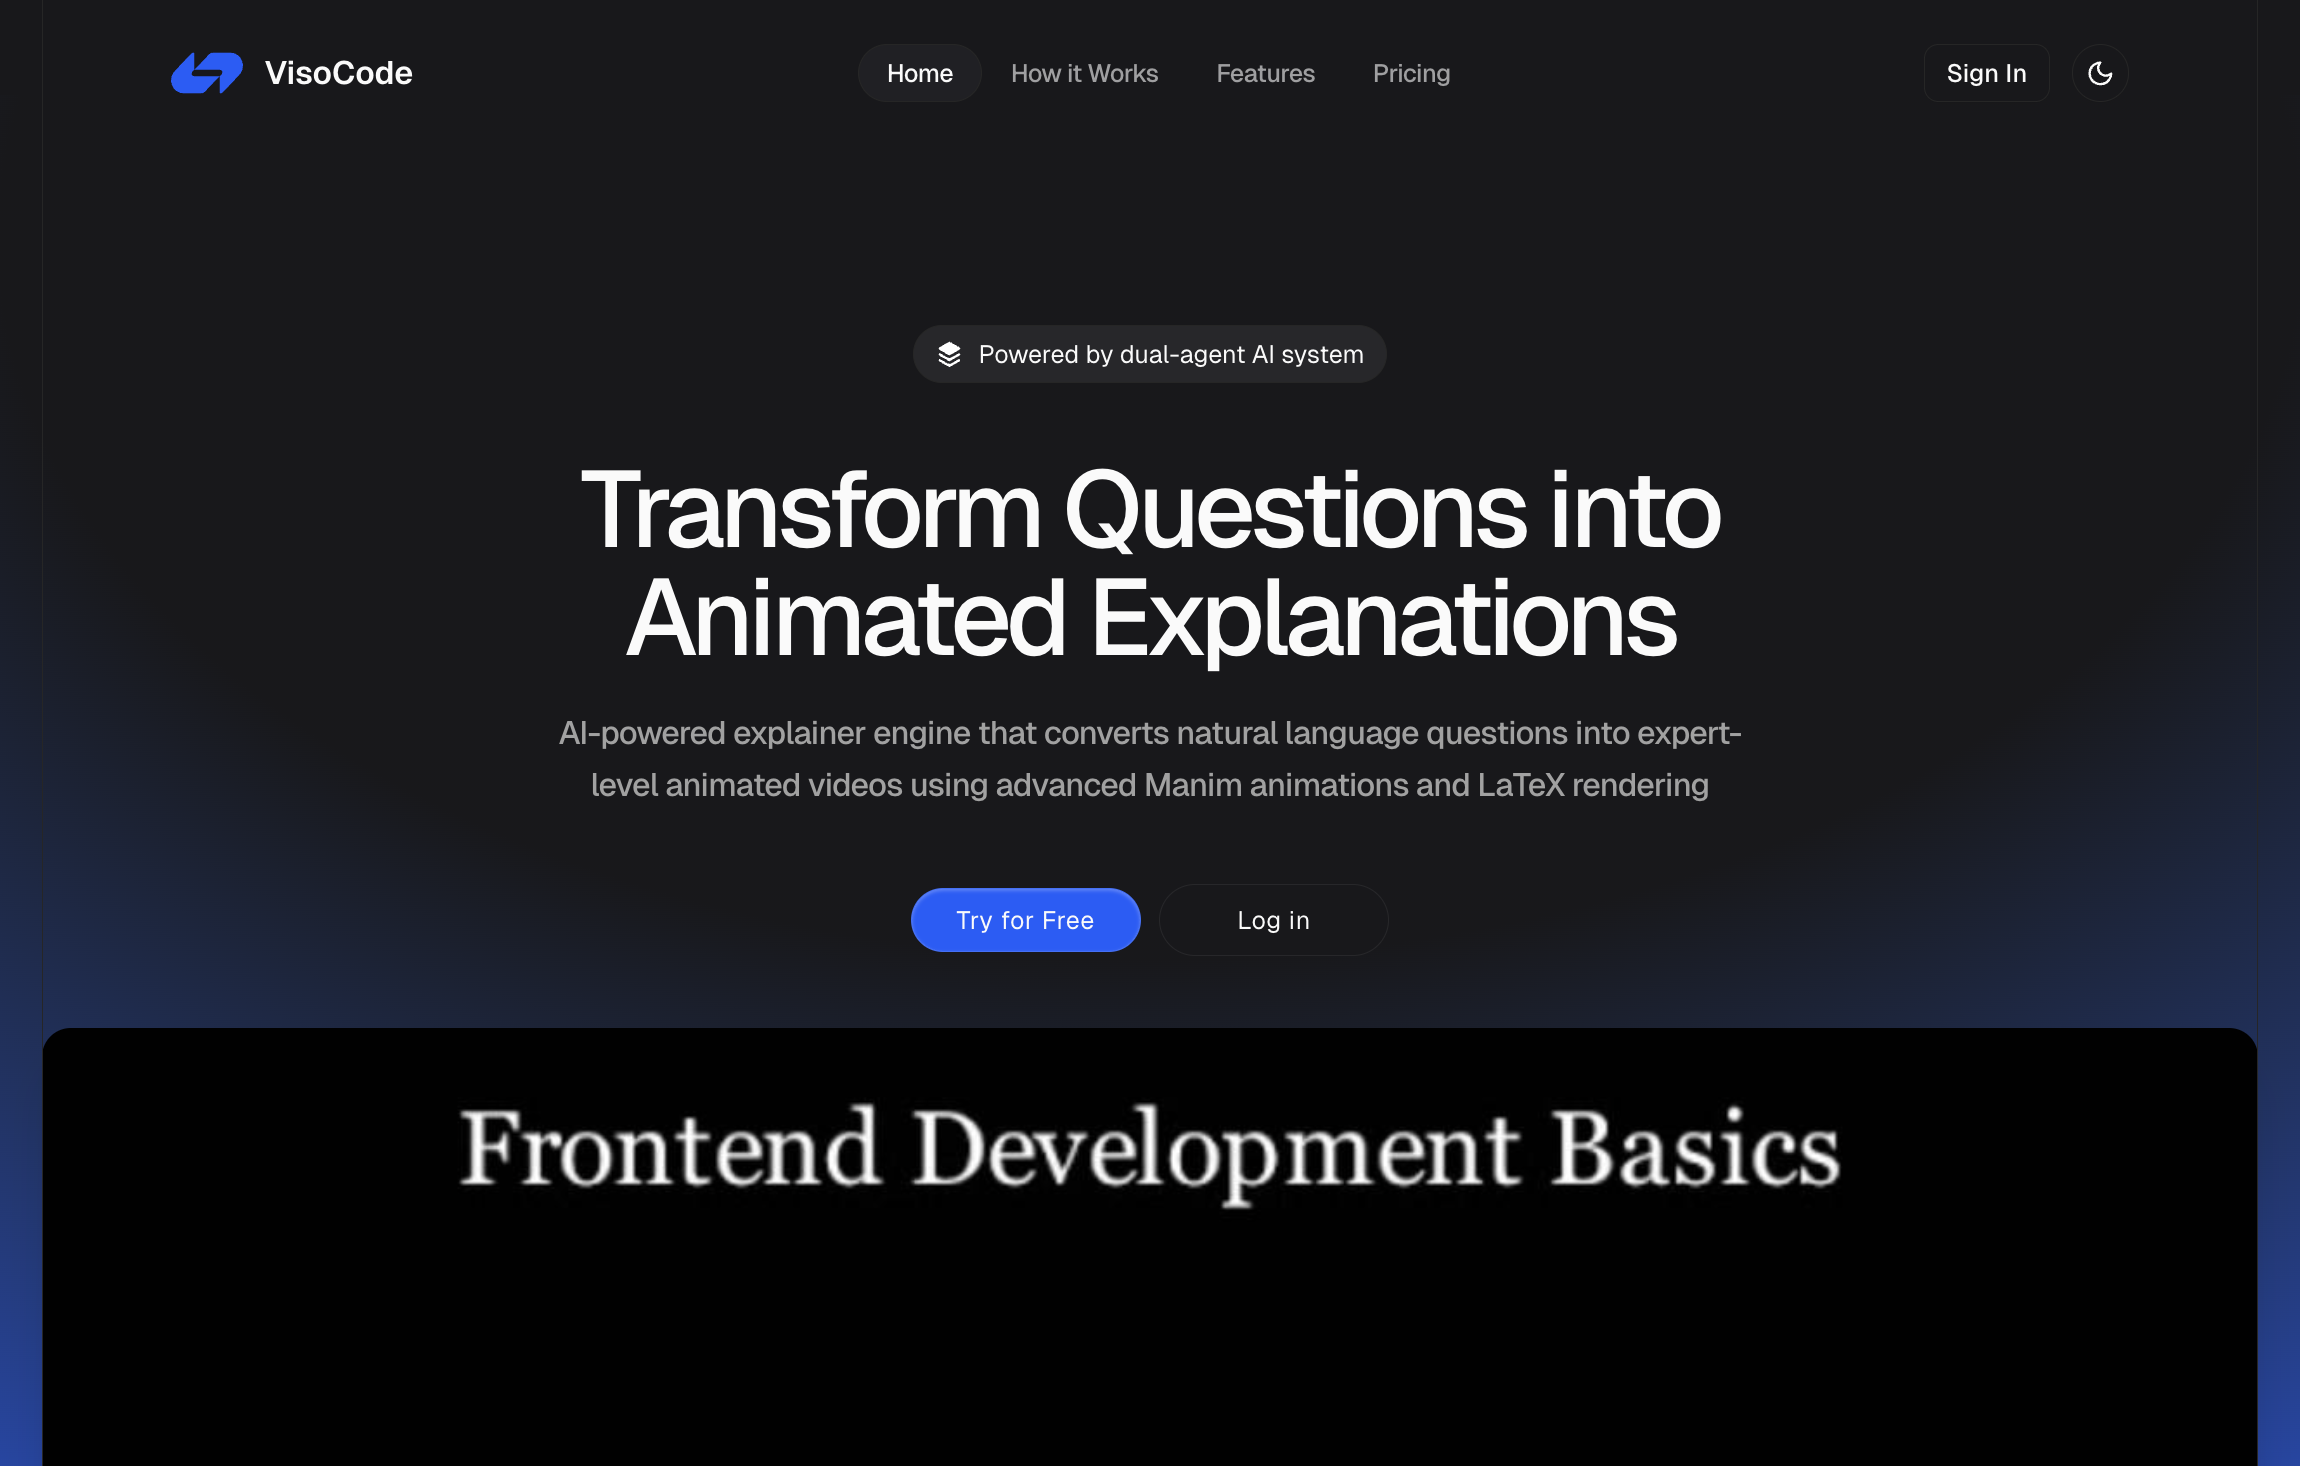 VisoCode
Home
How it Works
Features
Pricing
Sign In
Powered by dual-agent AI system
Transform Questions into
Animated Explanations
AI-powered explainer engine that converts natural language questions into expert-
level animated videos using advanced Manim animations and LaTeX rendering
Try for Free
Log in
Frontend Development Basics